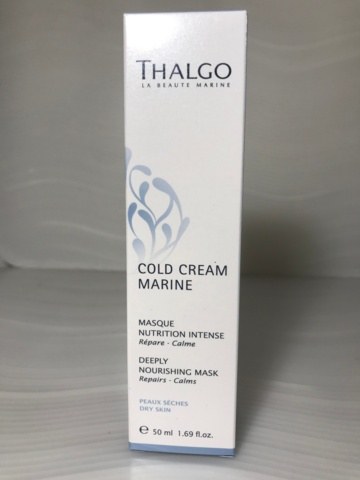 THALGO
LA BEAUTÉ MARINE
COLD CREAM
MARINE
MASQUE
NUTRITION INTENSE
Répare - Calme
DEEPLY
NOURISHING MASK
Repairs - Calms
PEAUX SÈCHES
DRY SKIN
e 50 ml 1.69 fl.oz.